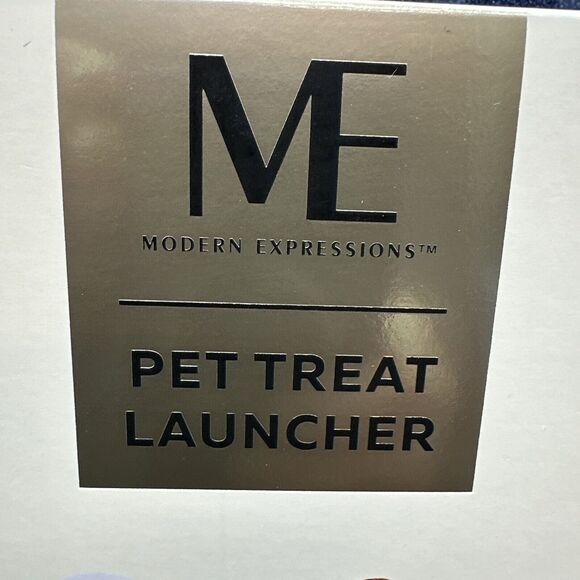 ME
MODERN EXPRESSIONS™
PET TREAT
LAUNCHER